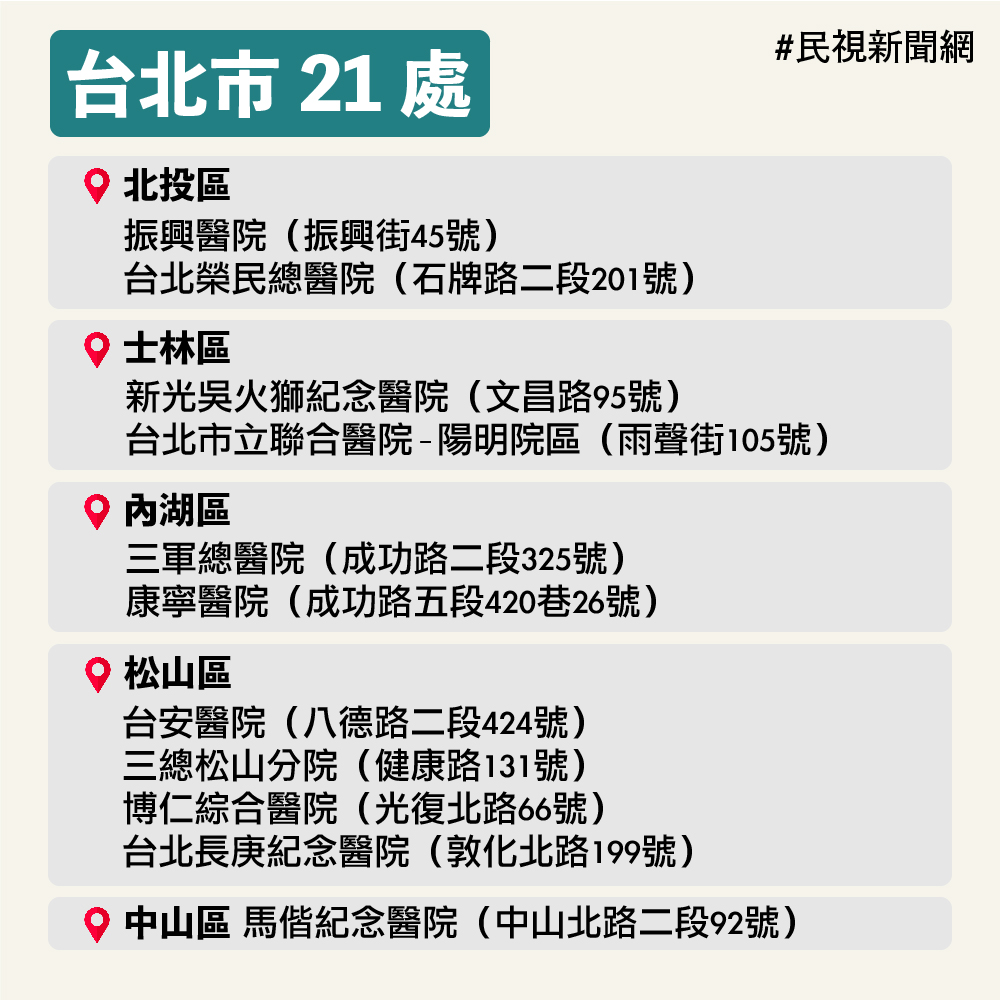 台北市 21 處
#民視新聞網
北投區
振興醫院（振興街45號）
台北榮民總醫院（石牌路二段201號）
士林區
新光吳火獅紀念醫院（文昌路95號）
台北市立聯合醫院-陽明院區（雨聲街105號）
內湖區
三軍總醫院（成功路二段325號）
康寧醫院（成功路五段420巷26號）
松山區
台安醫院（八德路二段424號）
三總松山分院（健康路131號）
博仁綜合醫院（光復北路66號）
台北長庚紀念醫院（敦化北路199號）
中山區 馬偕紀念醫院（中山北路二段92號）